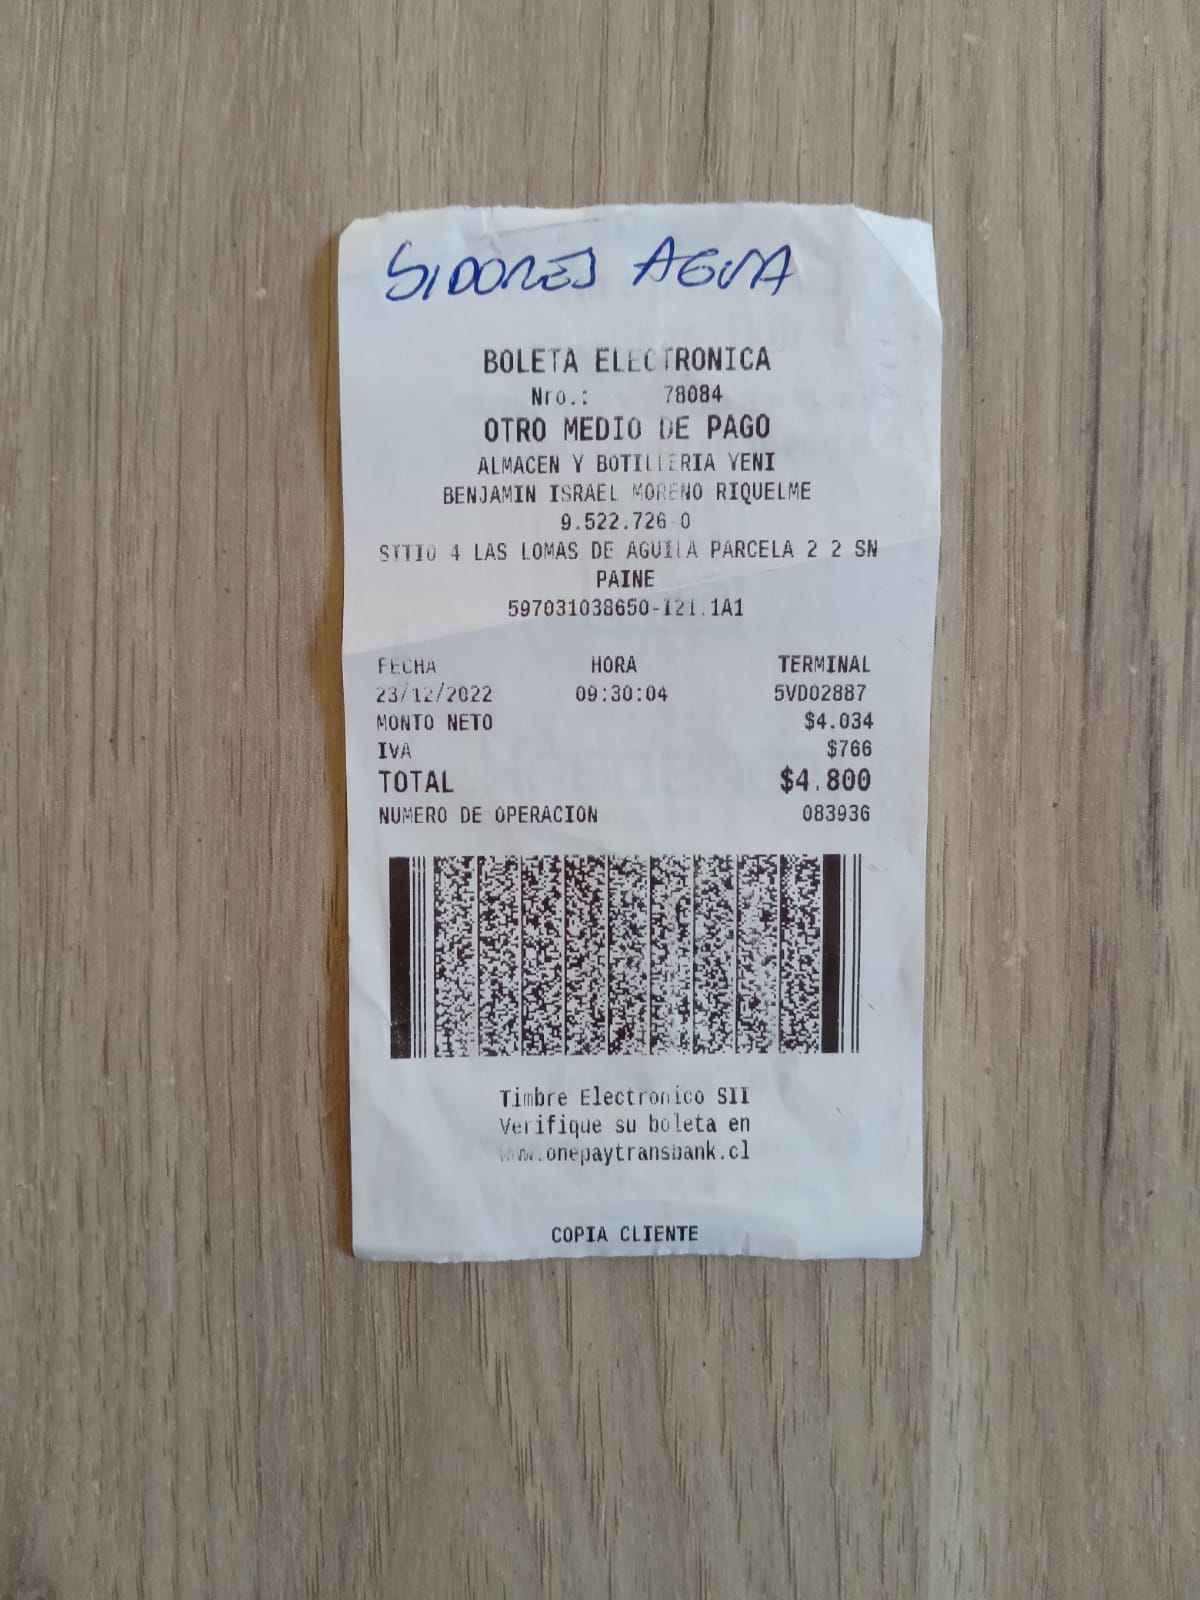 SIDORES AGUA
BOLETA ELECTRONICA
Nro.: 78084
OTRO MEDIO DE PAGO
ALMACEN Y BOTILLERIA YENI
BENJAMIN ISRAEL MORENO RIQUELME
9.522.726-0
SITIO 4 LAS LOMAS DE AGUILA PARCELA 2 2 SN
PAINE
597031038650-I21.1A1
FECHA HORA TERMINAL
23/12/2022 09:30:04 5VD02887
MONTO NETO $4.034
IVA $766
TOTAL $4.800
NUMERO DE OPERACION 083936
Timbre Electronico SII
Verifique su boleta en
www.onepaytransbank.cl
COPIA CLIENTE